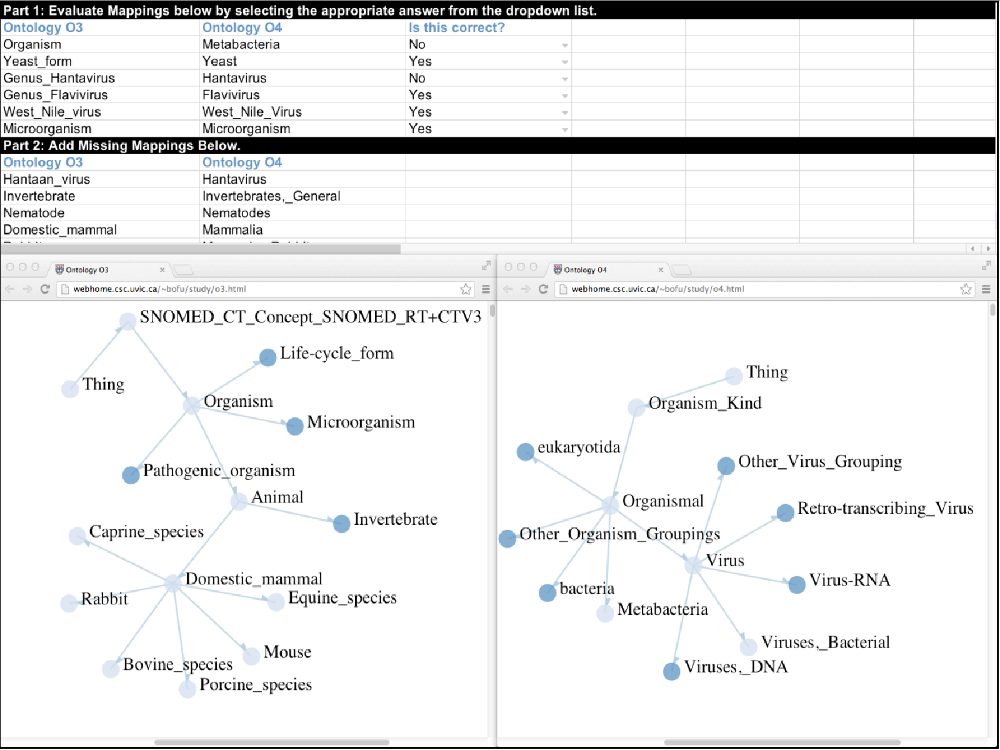 Part 1: Evaluate Mappings below by selecting the appropriate answer from the dropdown list.
Ontology O3 Ontology O4 Is this correct?
Organism Metabacteria No
Yeast_form Yeast Yes
Genus_Hantavirus Hantavirus No
Genus_Flavivirus Flavivirus Yes
West_Nile_virus West_Nile_Virus Yes
Microorganism Microorganism Yes
Part 2: Add Missing Mappings Below.
Ontology O3 Ontology O4
Hantaan_virus Hantavirus
Invertebrate Invertebrates,_General
Nematode Nematodes
Domestic_mammal Mammalia
Ontology O3
webhome.csc.uvic.ca/~bofu/study/o3.html
SNOMED_CT_Concept_SNOMED_RT+CTV3
Life-cycle_form
Thing
Organism
Microorganism
Pathogenic_organism
Animal
Invertebrate
Caprine_species
Domestic_mammal
Rabbit
Equine_species
Mouse
Bovine_species
Porcine_species
Ontology O4
webhome.csc.uvic.ca/~bofu/study/o4.html
Thing
Organism_Kind
eukaryotida
Other_Virus_Grouping
Organismal
Retro-transcribing_Virus
Other_Organism_Groupings
Virus
Virus-RNA
bacteria
Metabacteria
Viruses,_Bacterial
Viruses,_DNA